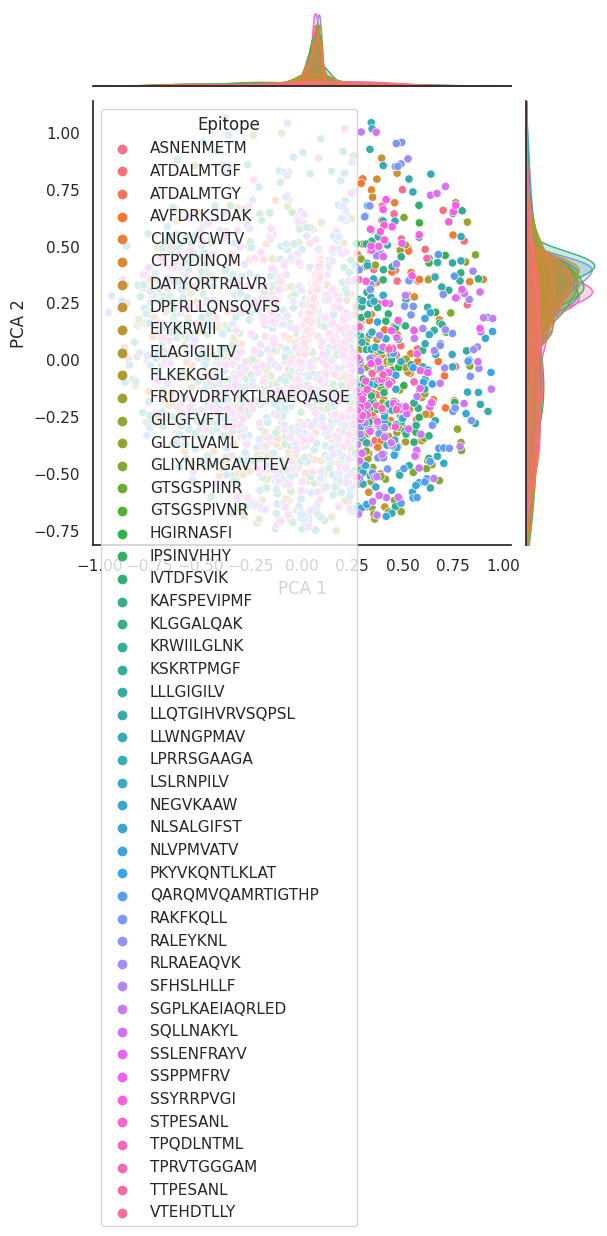 Epitope
ASNENMETM
ATDALMTGF
ATDALMTGY
AVFDRKSDAK
CINGVCWTV
CTPYDINQM
DATYQRTRALVR
DPFRLLQNSQVFS
EIYKRWII
ELAGIGILTV
FLKEKGGL
FRDYVDRFYKTLRAEQASQE
GILGFVFTL
GLCTLVAML
GLIYNRMGAVTTEV
GTSGSPIINR
GTSGSPIVNR
HGIRNASFI
IPSINVHHY
IVTDFSVIK
KAFSPEVIPMF
KLGGALQAK
KRWIILGLNK
KSKRTPMGF
LLLGIGILV
LLQTGIHVRVSQPSL
LLWNGPMAV
LPRRSGAAGA
LSLRNPILV
NEGVKAAW
NLSALGIFST
NLVPMVATV
PKYVKQNTLKLAT
QARQMVQAMRTIGTHP
RAKFKQLL
RALEYKNL
RLRAEAQVK
SFHSLHLLF
SGPLKAEIAQRLED
SQLLNAKYL
SSLENFRAYV
SSPPMFRV
SSYRRPVGI
STPESANL
TPQDLNTML
TPRVTGGGAM
TTPESANL
VTEHDTLLY
PCA 2
1.00
0.75
0.50
0.25
0.00
−0.25
−0.50
−0.75
−1.00 −0.75 −0.50 −0.25 0.00 0.25 0.50 0.75 1.00
PCA 1